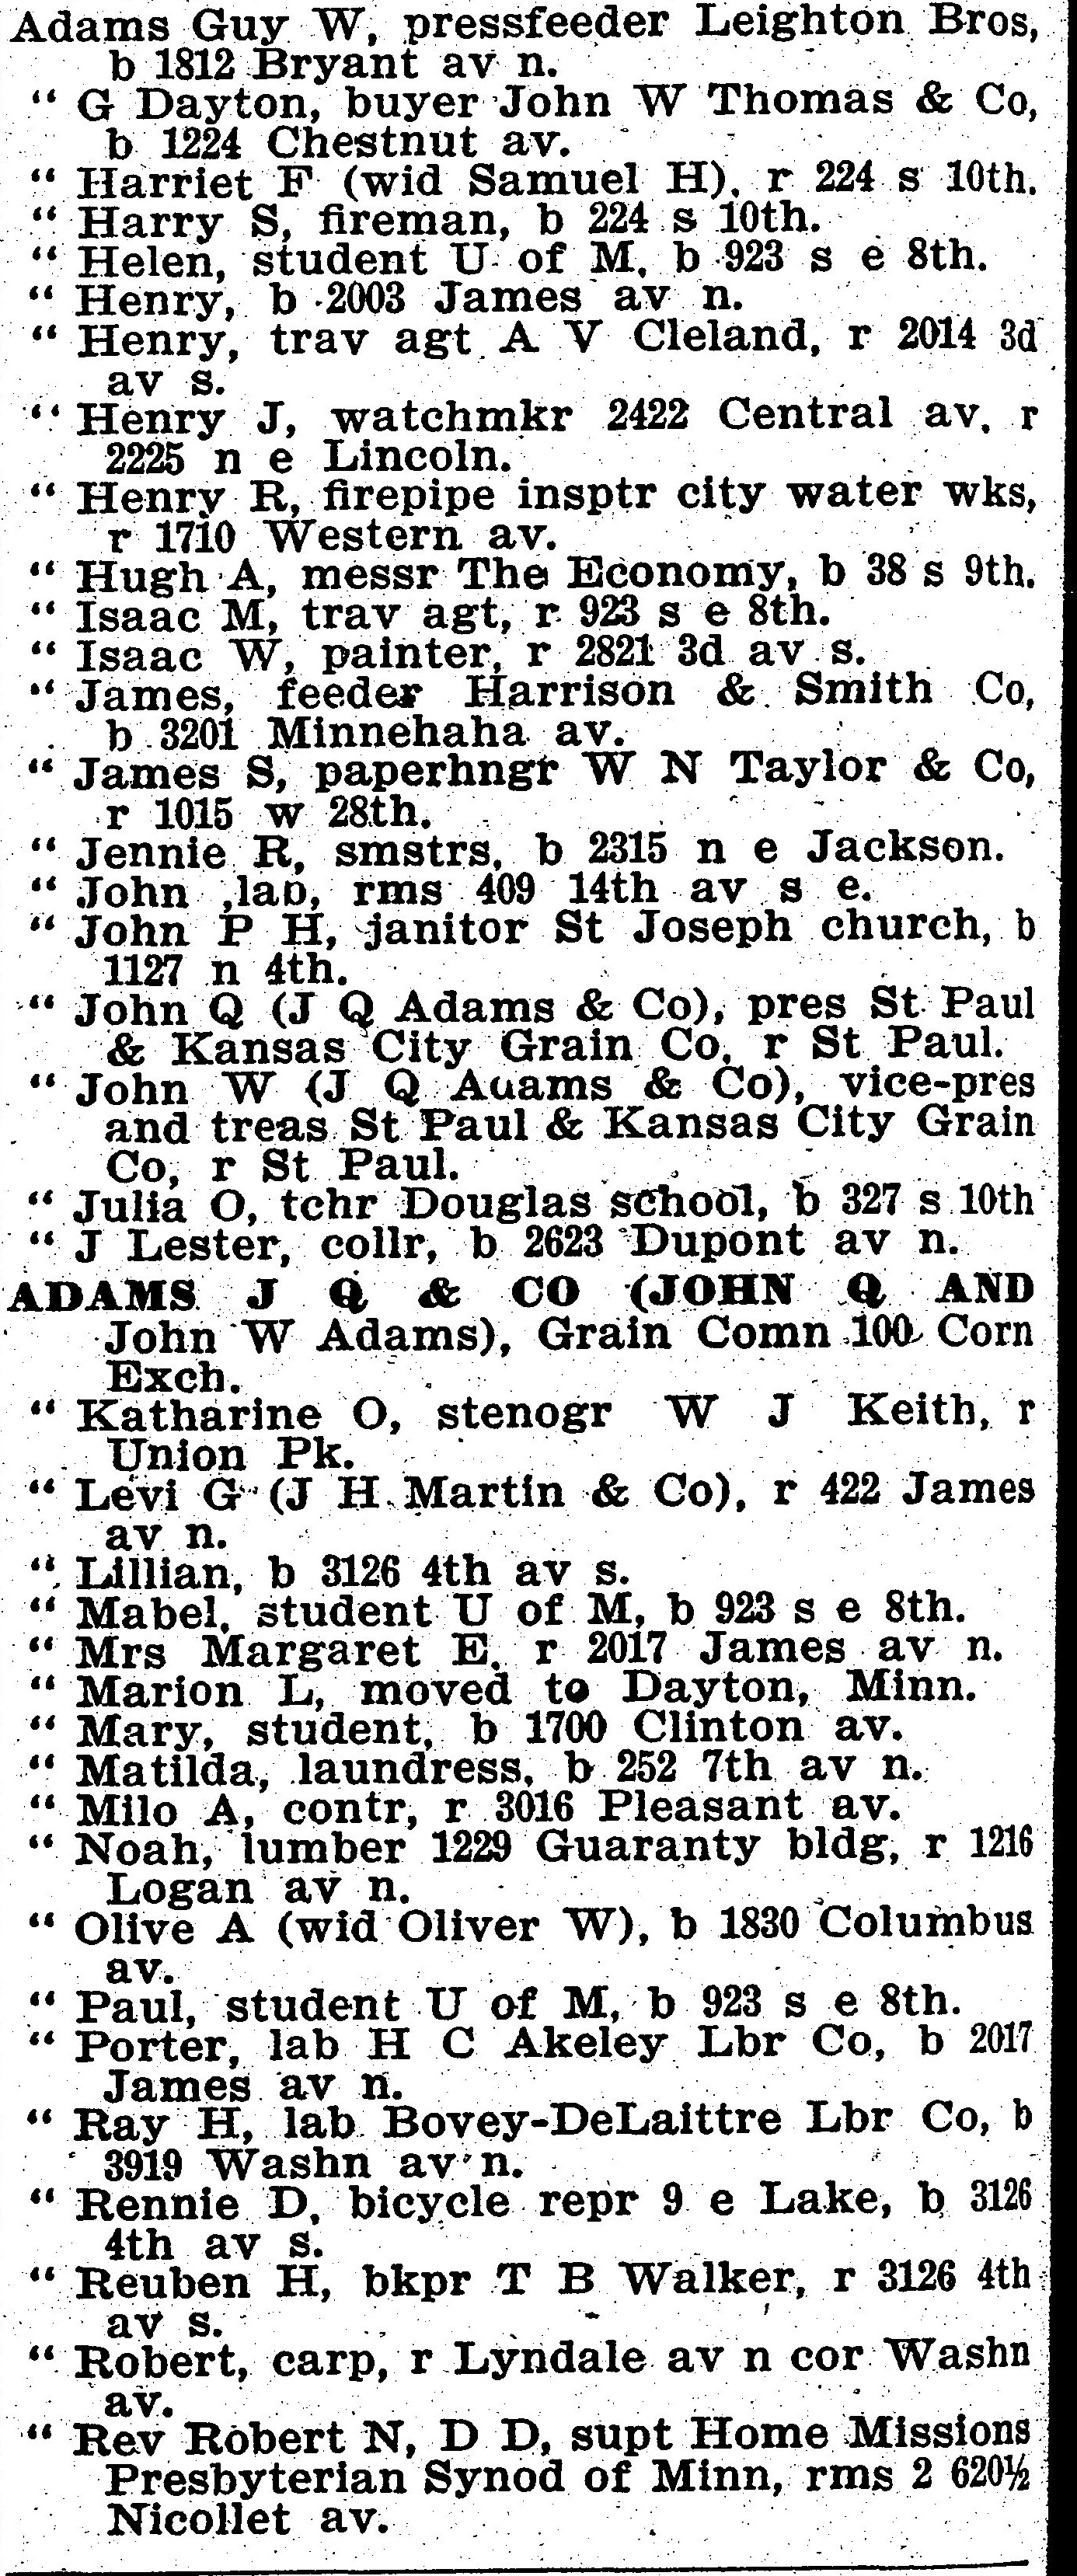 Adams Guy W, pressfeeder Leighton Bros,
b 1812 Bryant av n.
" G Dayton, buyer John W Thomas & Co,
b 1224 Chestnut av.
" Harriet F (wid Samuel H), r 224 s 10th.
" Harry S, fireman, b 224 s 10th.
" Helen, student U of M, b 923 s e 8th.
" Henry, b 2003 James av n.
" Henry, trav agt A V Cleland, r 2014 3d
av s.
" Henry J, watchmkr 2422 Central av, r
2225 n e Lincoln.
" Henry R, firepipe insptr city water wks,
r 1710 Western av.
" Hugh A, messr The Economy, b 38 s 9th.
" Isaac M, trav agt, r 923 s e 8th.
" Isaac W, painter, r 2821 3d av s.
" James, feeder Harrison & Smith Co,
b 3201 Minnehaha av.
" James S, paperhngr W N Taylor & Co,
r 1015 w 28th.
" Jennie R, smstrs, b 2315 n e Jackson.
" John ,lab, rms 409 14th av s e.
" John P H, janitor St Joseph church, b
1127 n 4th.
" John Q (J Q Adams & Co), pres St Paul
& Kansas City Grain Co, r St Paul.
" John W (J Q Adams & Co), vice-pres
and treas St Paul & Kansas City Grain
Co, r St Paul.
" Julia O, tchr Douglas school, b 327 s 10th
" J Lester, collr, b 2623 Dupont av n.
ADAMS J Q & CO (JOHN Q AND
John W Adams), Grain Comn 100 Corn
Exch.
" Katharine O, stenogr W J Keith, r
Union Pk.
" Levi G (J H Martin & Co), r 422 James
av n.
" Lillian, b 3126 4th av s.
" Mabel, student U of M, b 923 s e 8th.
" Mrs Margaret E, r 2017 James av n.
" Marion L, moved to Dayton, Minn.
" Mary, student, b 1700 Clinton av.
" Matilda, laundress, b 252 7th av n.
" Milo A, contr, r 3016 Pleasant av.
" Noah, lumber 1229 Guaranty bldg, r 1216
Logan av n.
" Olive A (wid Oliver W), b 1830 Columbus
av.
" Paul, student U of M, b 923 s e 8th.
" Porter, lab H C Akeley Lbr Co, b 2017
James av n.
" Ray H, lab Bovey-DeLaittre Lbr Co, b
3919 Washn av n.
" Rennie D, bicycle repr 9 e Lake, b 3126
4th av s.
" Reuben H, bkpr T B Walker, r 3126 4th
av s.
" Robert, carp, r Lyndale av n cor Washn
av.
" Rev Robert N, D D, supt Home Missions
Presbyterian Synod of Minn, rms 2 620½
Nicollet av.